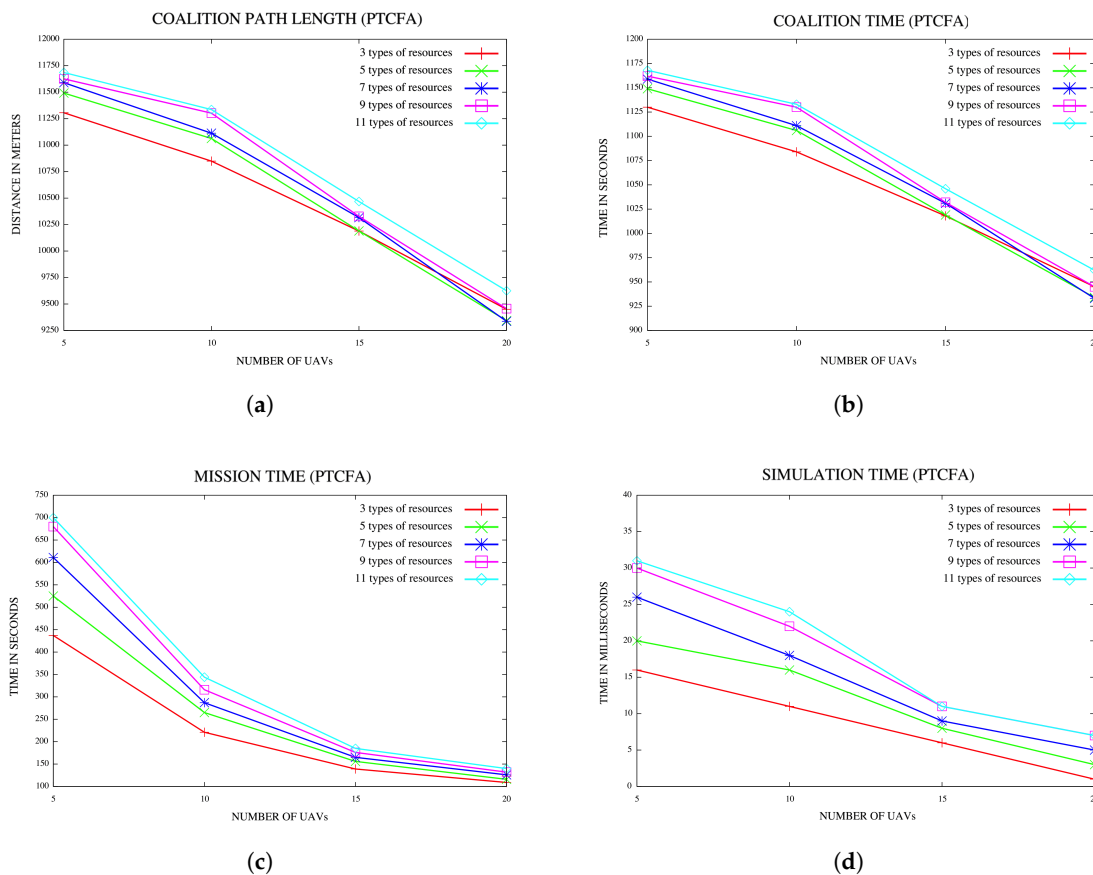 COALITION PATH LENGTH (PTCFA)
12000
11750
11500
11250
11000
10750
10500
10250
10000
9750
9500
9250
DISTANCE IN METERS
3 types of resources
5 types of resources
7 types of resources
9 types of resources
11 types of resources
5
10
15
20
NUMBER OF UAVs
(a)
COALITION TIME (PTCFA)
1200
1175
1150
1125
1100
1075
1050
1025
1000
975
950
925
900
TIME IN SECONDS
3 types of resources
5 types of resources
7 types of resources
9 types of resources
11 types of resources
5
10
15
20
NUMBER OF UAVs
(b)
MISSION TIME (PTCFA)
750
700
650
600
550
500
450
400
350
300
250
200
150
100
TIME IN SECONDS
3 types of resources
5 types of resources
7 types of resources
9 types of resources
11 types of resources
5
10
15
20
NUMBER OF UAVs
(c)
SIMULATION TIME (PTCFA)
40
35
30
25
20
15
10
5
0
TIME IN MILLISECONDS
3 types of resources
5 types of resources
7 types of resources
9 types of resources
11 types of resources
5
10
15
NUMBER OF UAVs
(d)